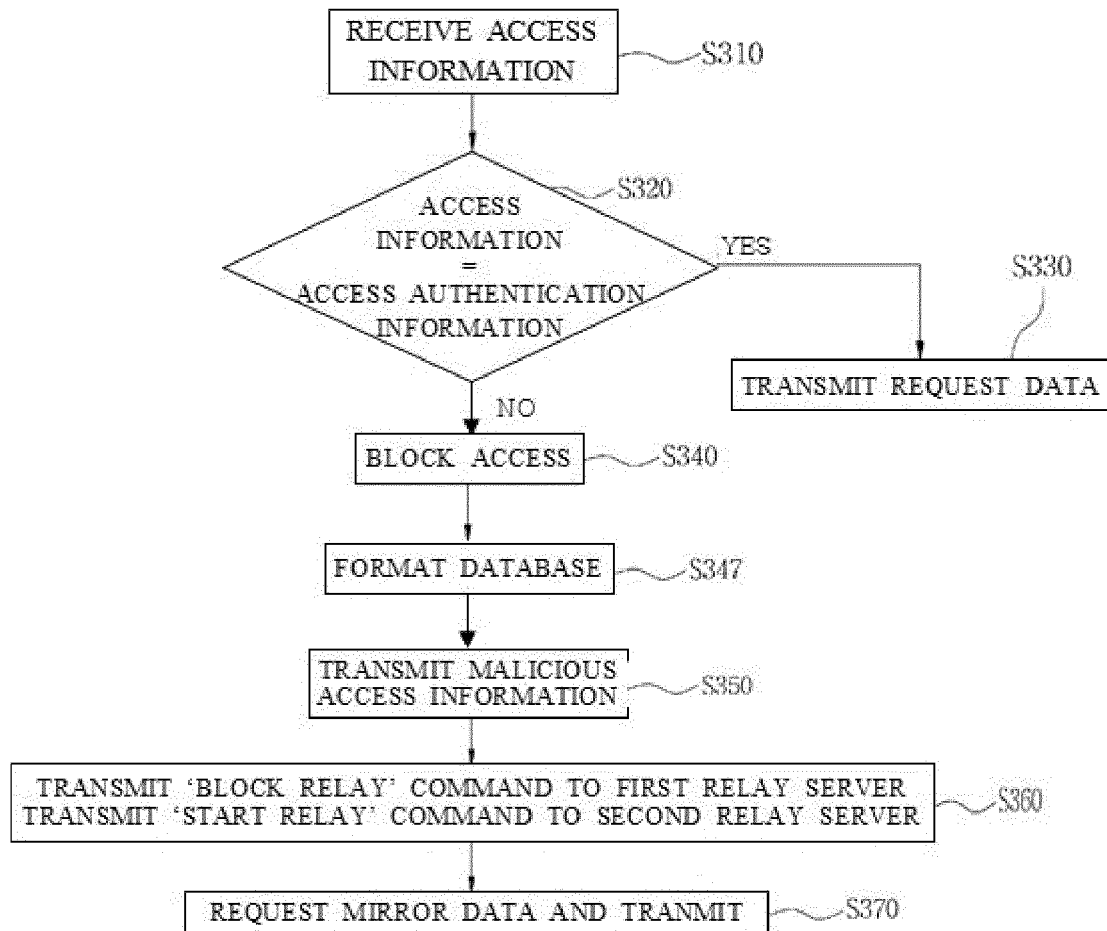 RECEIVE ACCESS
INFORMATION
S310
S320
ACCESS
INFORMATION
=
ACCESS AUTHENTICATION
INFORMATION
YES
S330
TRANSMIT REQUEST DATA
NO
BLOCK ACCESS
S340
FORMAT DATABASE
S347
TRANSMIT MALICIOUS
ACCESS INFORMATION
S350
TRANSMIT ‘BLOCK RELAY’ COMMAND TO FIRST RELAY SERVER
TRANSMIT ‘START RELAY’ COMMAND TO SECOND RELAY SERVER
S360
REQUEST MIRROR DATA AND TRANMIT
S370